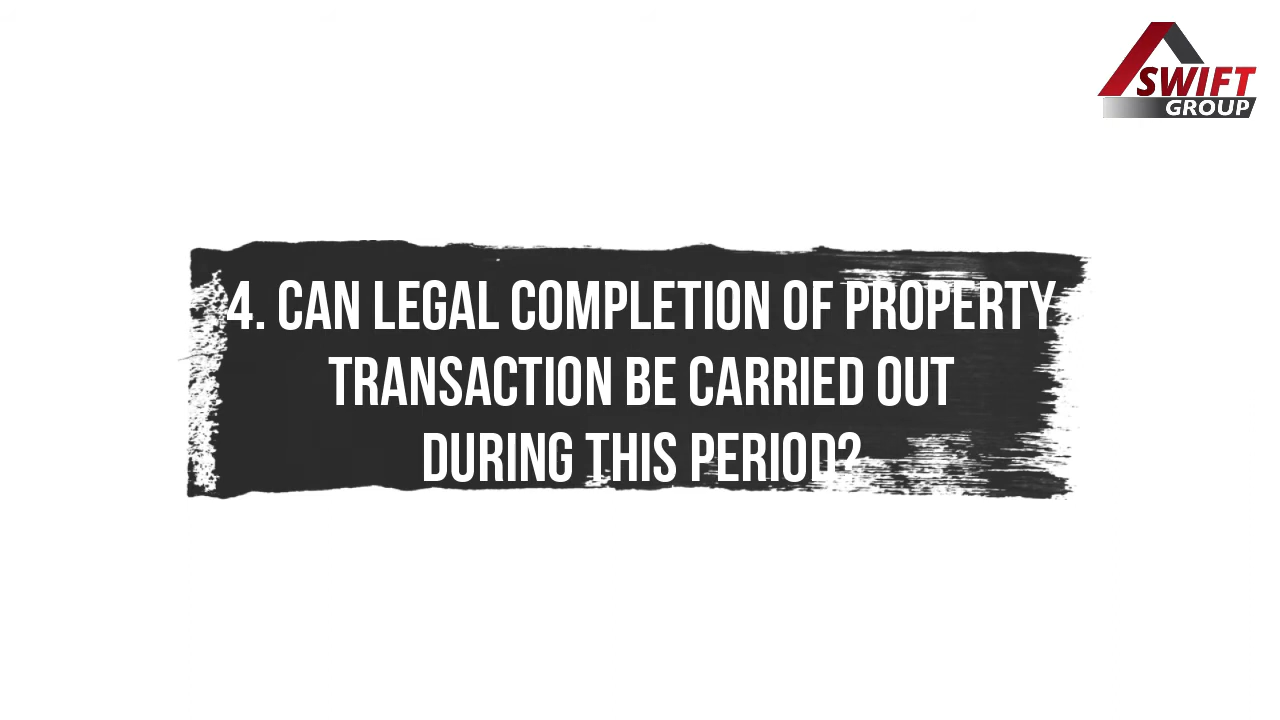 SWIFT
GROUP
4. CAN LEGAL COMPLETION OF PROPERTY
TRANSACTION BE CARRIED OUT
DURING THIS PERIOD?